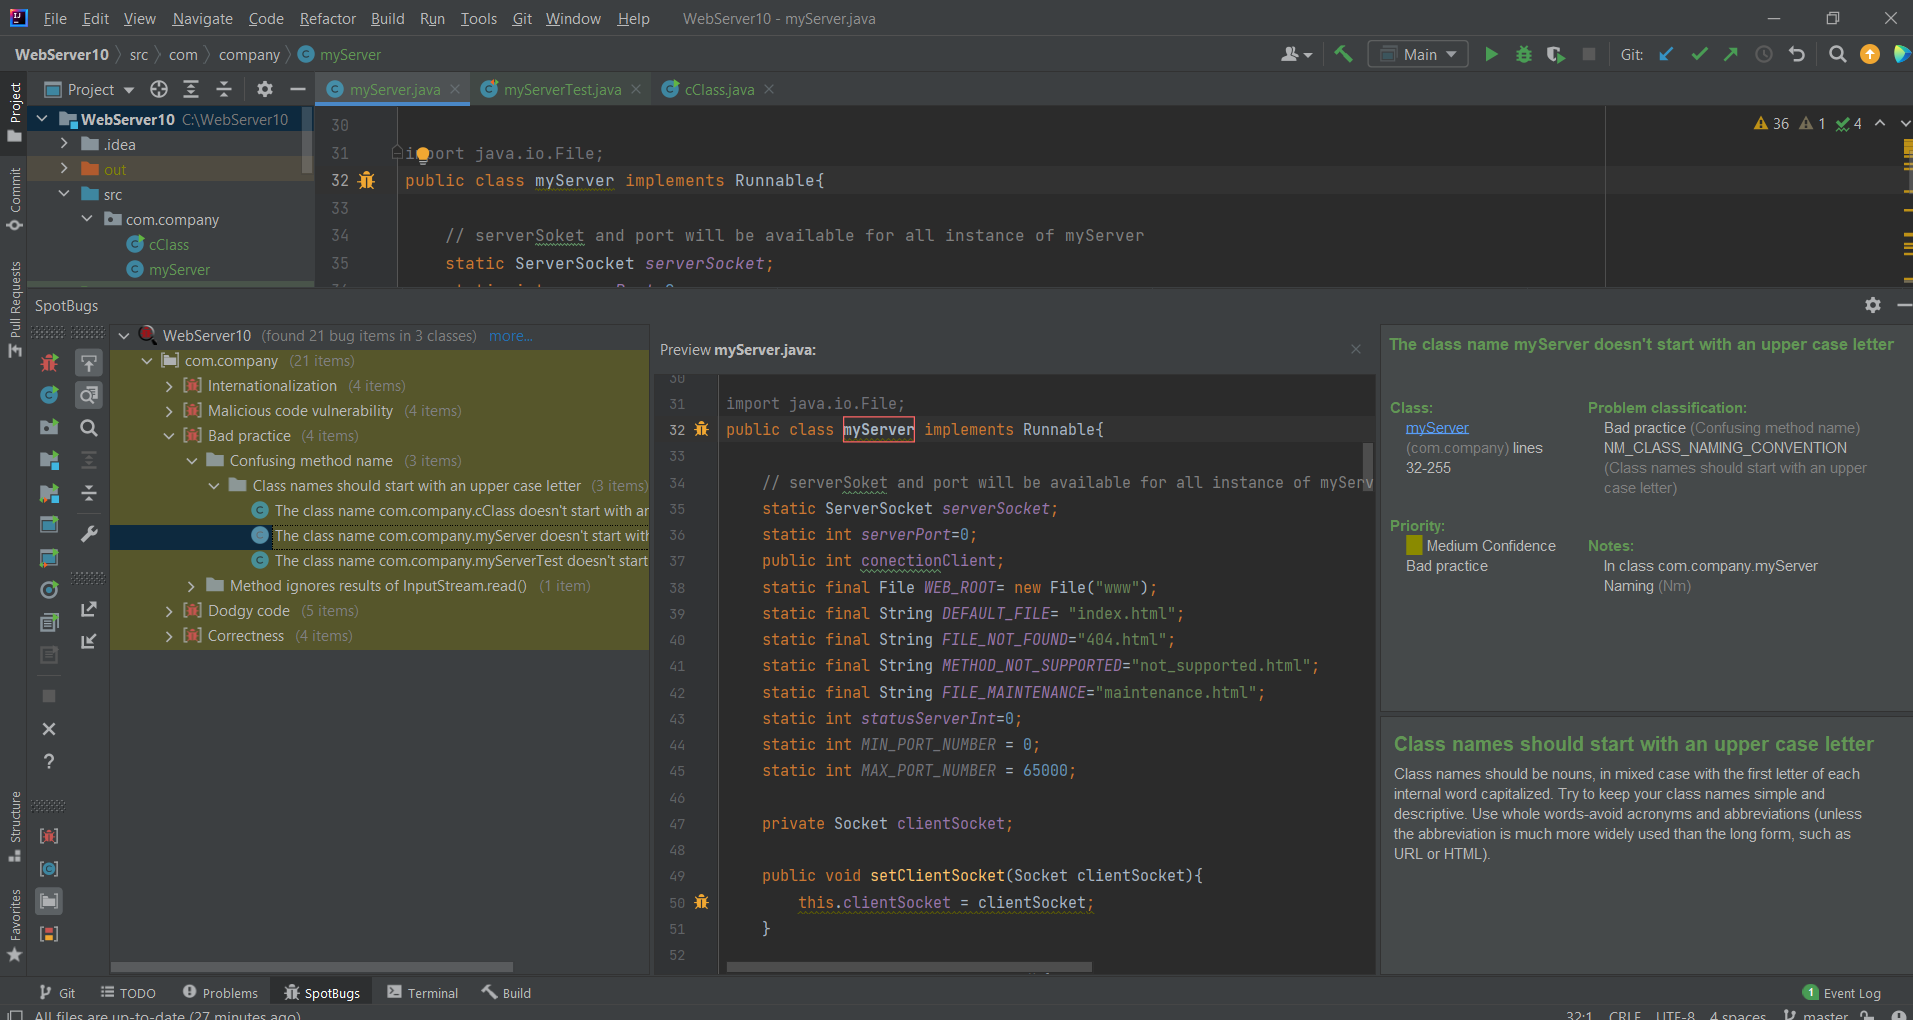 File Edit View Navigate Code Refactor Build Run Tools Git Window Help WebServer10 - myServer.java
WebServer10 src com company myServer Main Git:
Project myServer.java myServerTest.java cClass.java
Project
Commit
Pull Requests
Structure
Favorites
WebServer10 C:\WebServer10
.idea
out
src
com.company
cClass
myServer
36 1 4
30
31 import java.io.File;
32 public class myServer implements Runnable{
33
34 // serverSoket and port will be available for all instance of myServer
35 static ServerSocket serverSocket;
SpotBugs
WebServer10 (found 21 bug items in 3 classes) more...
com.company (21 items)
Internationalization (4 items)
Malicious code vulnerability (4 items)
Bad practice (4 items)
Confusing method name (3 items)
Class names should start with an upper case letter (3 items)
The class name com.company.cClass doesn't start with an
The class name com.company.myServer doesn't start with
The class name com.company.myServerTest doesn't start
Method ignores results of InputStream.read() (1 item)
Dodgy code (5 items)
Correctness (4 items)
Preview myServer.java:
30
31 import java.io.File;
32 public class myServer implements Runnable{
33
34 // serverSoket and port will be available for all instance of myServ
35 static ServerSocket serverSocket;
36 static int serverPort=0;
37 public int conectionClient;
38 static final File WEB_ROOT= new File("www");
39 static final String DEFAULT_FILE= "index.html";
40 static final String FILE_NOT_FOUND="404.html";
41 static final String METHOD_NOT_SUPPORTED="not_supported.html";
42 static final String FILE_MAINTENANCE="maintenance.html";
43 static int statusServerInt=0;
44 static int MIN_PORT_NUMBER = 0;
45 static int MAX_PORT_NUMBER = 65000;
46
47 private Socket clientSocket;
48
49 public void setClientSocket(Socket clientSocket){
50 this.clientSocket = clientSocket;
51 }
52
The class name myServer doesn't start with an upper case letter
Class:
myServer
(com.company) lines
32-255
Problem classification:
Bad practice (Confusing method name)
NM_CLASS_NAMING_CONVENTION
(Class names should start with an upper
case letter)
Priority:
Medium Confidence
Bad practice
Notes:
In class com.company.myServer
Naming (Nm)
Class names should start with an upper case letter
Class names should be nouns, in mixed case with the first letter of each
internal word capitalized. Try to keep your class names simple and
descriptive. Use whole words-avoid acronyms and abbreviations (unless
the abbreviation is much more widely used than the long form, such as
URL or HTML).
Git TODO Problems SpotBugs Terminal Build 1 Event Log
All files are up-to-date (27 minutes ago) 32:1 CRLF UTF-8 4 spaces master